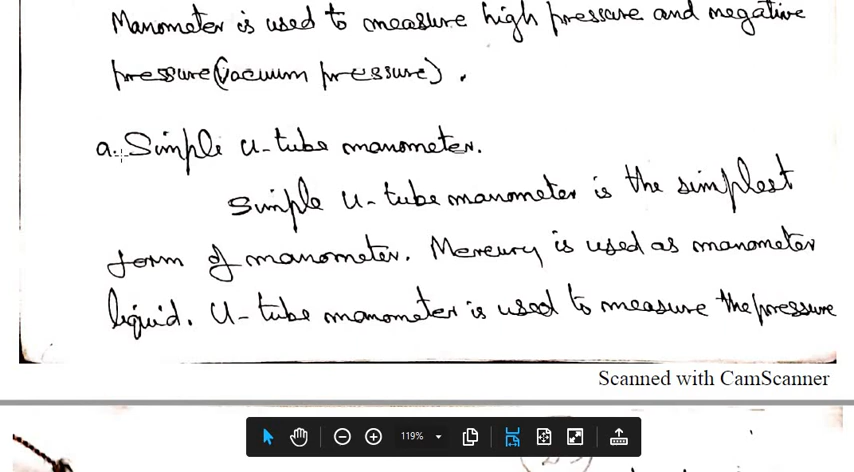 Manometer is used to measure high pressure and negative
pressure (Vacuum pressure).
a. Simple U-tube manometer.
Simple U-tube manometer is the simplest
form of manometer. Mercury is used as manometer
liquid. U-tube manometer is used to measure the pressure
Scanned with CamScanner
119%